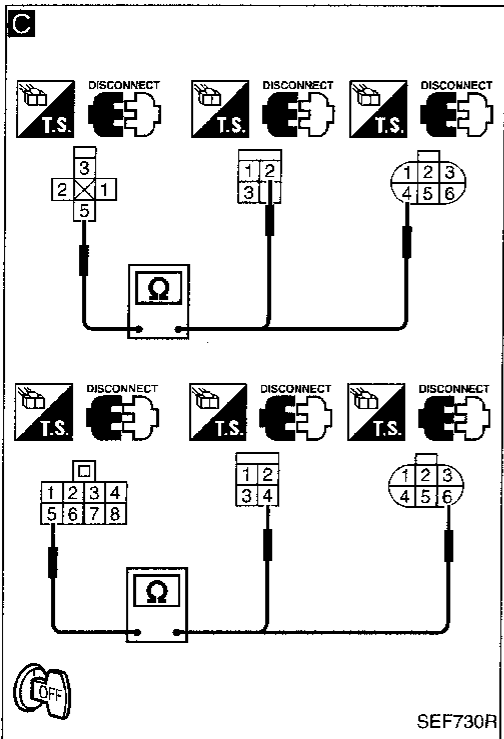 C
DISCONNECT DISCONNECT DISCONNECT
T.S. T.S. T.S.
3
2 1
5
1 2
3
1 2 3
4 5 6
Ω
DISCONNECT DISCONNECT DISCONNECT
T.S. T.S. T.S.
1 2 3 4
5 6 7 8
1 2
3 4
1 2 3
4 5 6
Ω
OFF
SEF730R